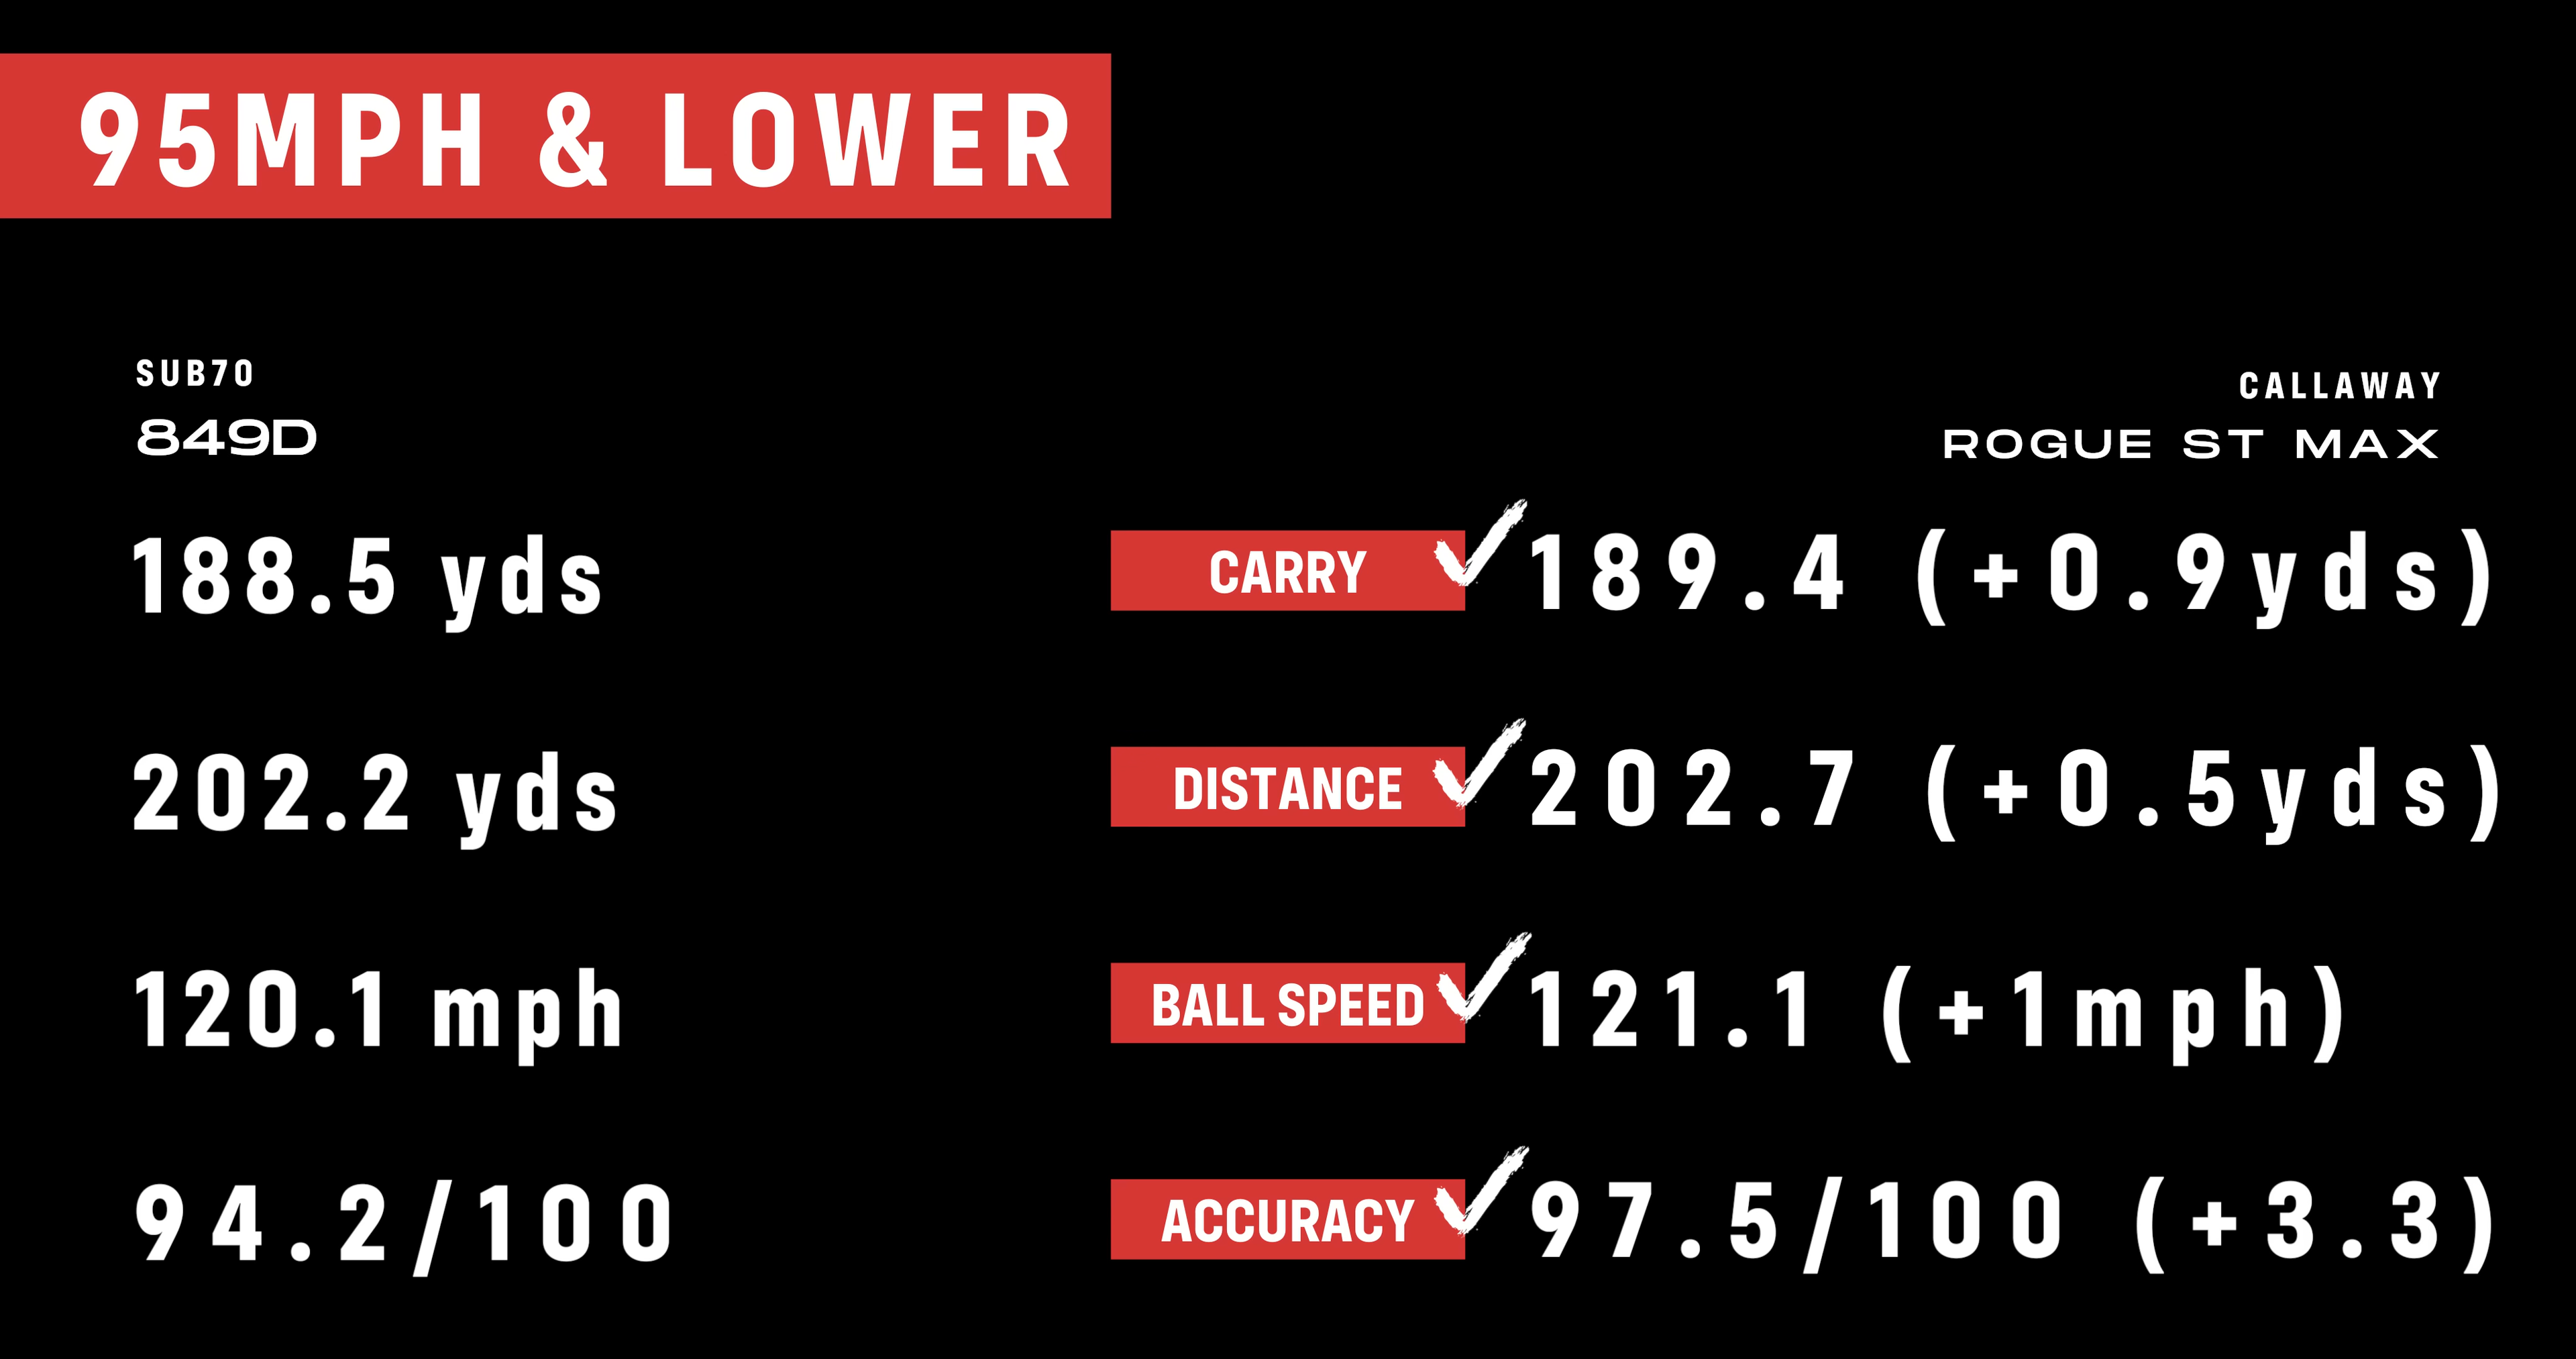 95MPH & LOWER
SUB70
849D
CALLAWAY
ROGUE ST MAX
188.5 yds
CARRY
189.4 (+0.9yds)
202.2 yds
DISTANCE
202.7 (+0.5yds)
120.1 mph
BALL SPEED
121.1 (+1mph)
94.2/100
ACCURACY
97.5/100 (+3.3)